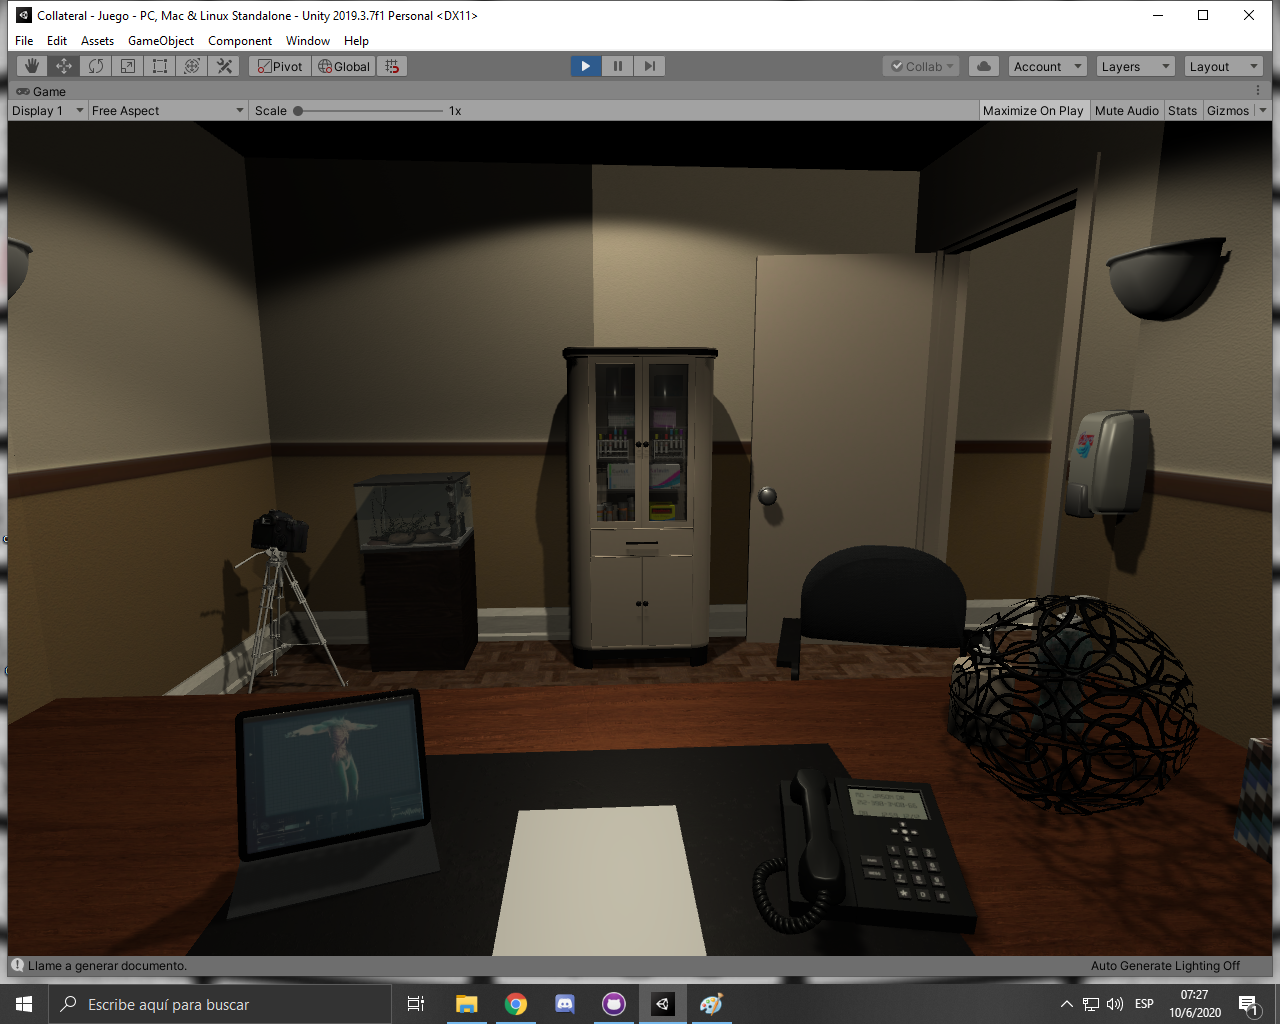 Collateral - Juego - PC, Mac & Linux Standalone - Unity 2019.3.7f1 Personal <DX11>
File Edit Assets GameObject Component Window Help
Pivot Global Collab Account Layers Layout
Game
Display 1 Free Aspect Scale 1x Maximize On Play Mute Audio Stats Gizmos
Llame a generar documento. Auto Generate Lighting Off
Escribe aquí para buscar ESP 07:27
10/6/2020 1